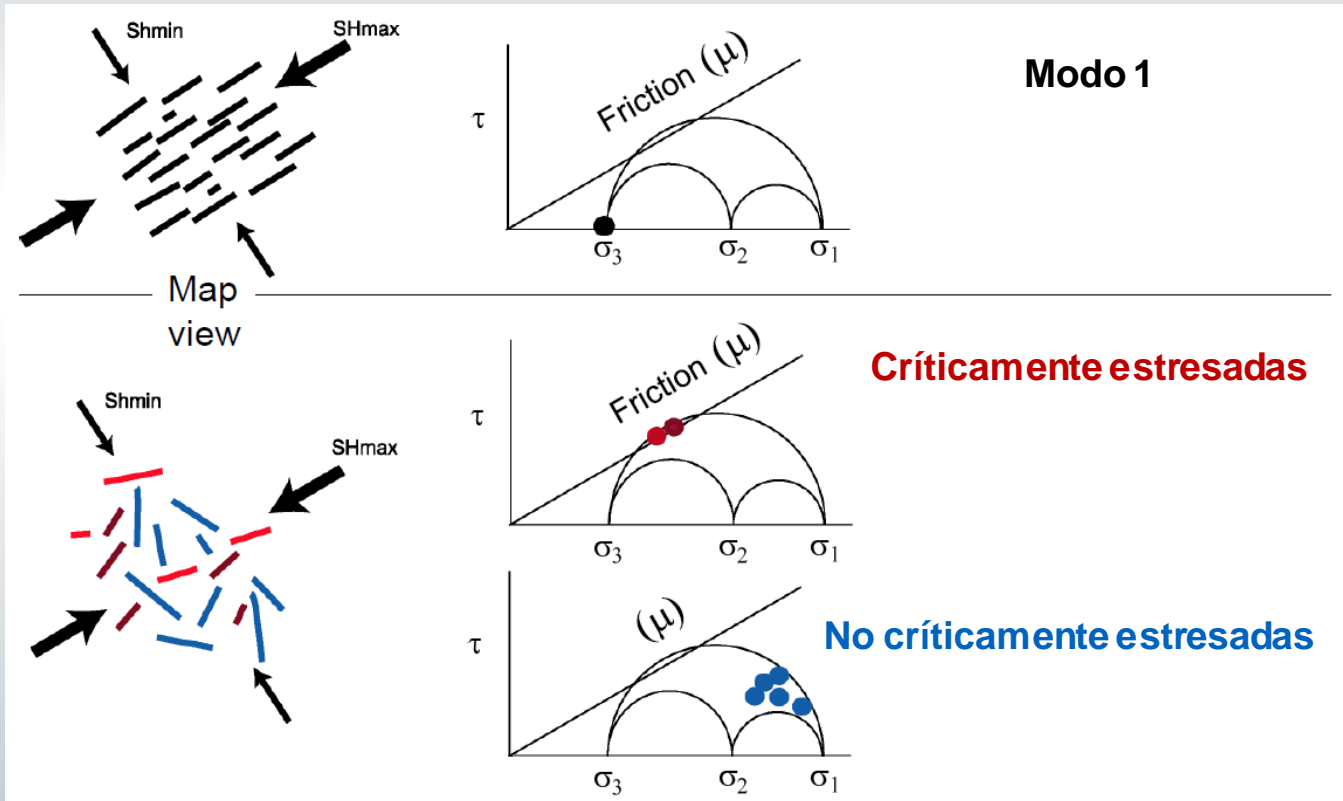 Shmin
SHmax
Friction (μ)
τ
σ3
σ2
σ1
Modo 1
Map
view
Shmin
SHmax
Friction (μ)
τ
σ3
σ2
σ1
Críticamente estresadas
(μ)
τ
σ3
σ2
σ1
No críticamente estresadas